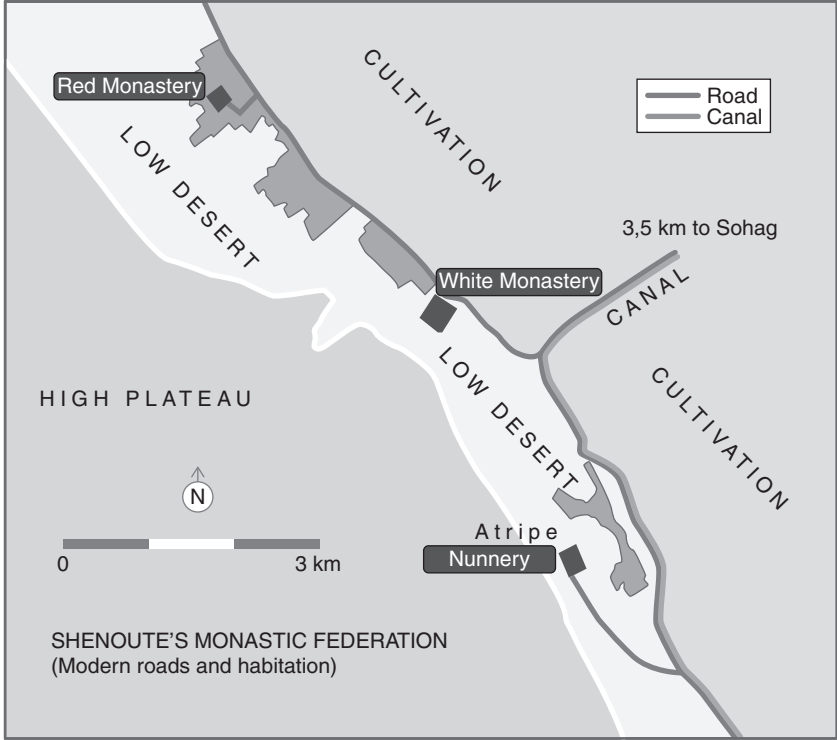 Red Monastery
CULTIVATION
Road
Canal
LOW DESERT
3,5 km to Sohag
White Monastery
CANAL
LOW DESERT
CULTIVATION
HIGH PLATEAU
N
Atripe
Nunnery
0 3 km
SHENOUTE'S MONASTIC FEDERATION
(Modern roads and habitation)